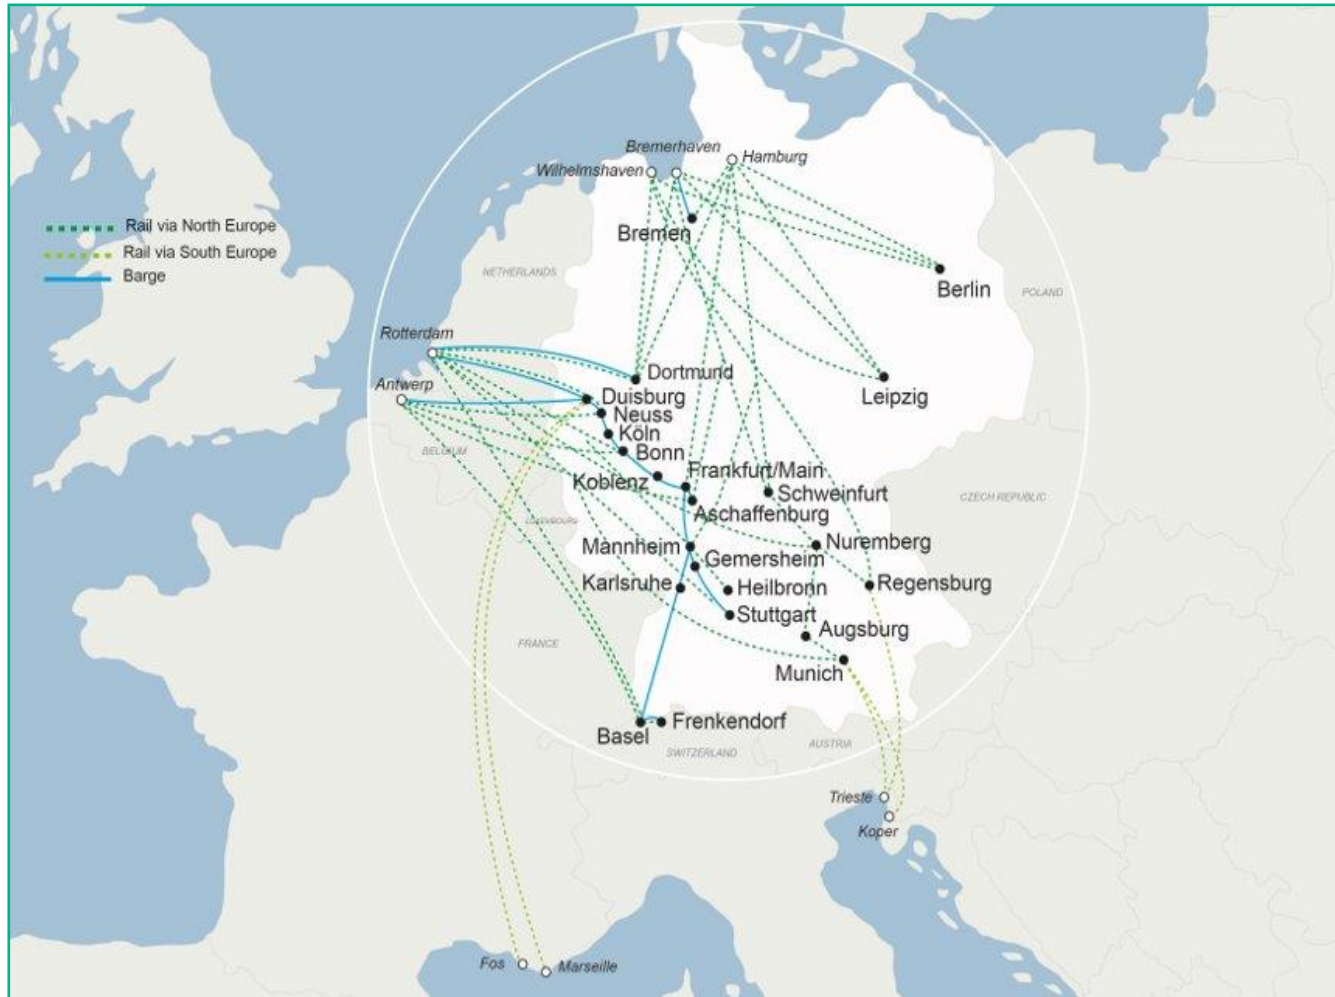 Bremerhaven
Hamburg
Wilhelmshaven
Bremen
Rail via North Europe
Rail via South Europe
Barge
NETHERLANDS
Berlin
POLAND
Rotterdam
Antwerp
Dortmund
Leipzig
Duisburg
Neuss
Köln
BELGIUM
Bonn
Koblenz
Frankfurt/Main
Schweinfurt
CZECH REPUBLIC
Aschaffenburg
LUXEMBOURG
Mannheim
Nuremberg
Gemersheim
Karlsruhe
Heilbronn
Regensburg
Stuttgart
Augsburg
FRANCE
Munich
Basel
Frenkendorf
SWITZERLAND
AUSTRIA
Trieste
Koper
Fos
Marseille